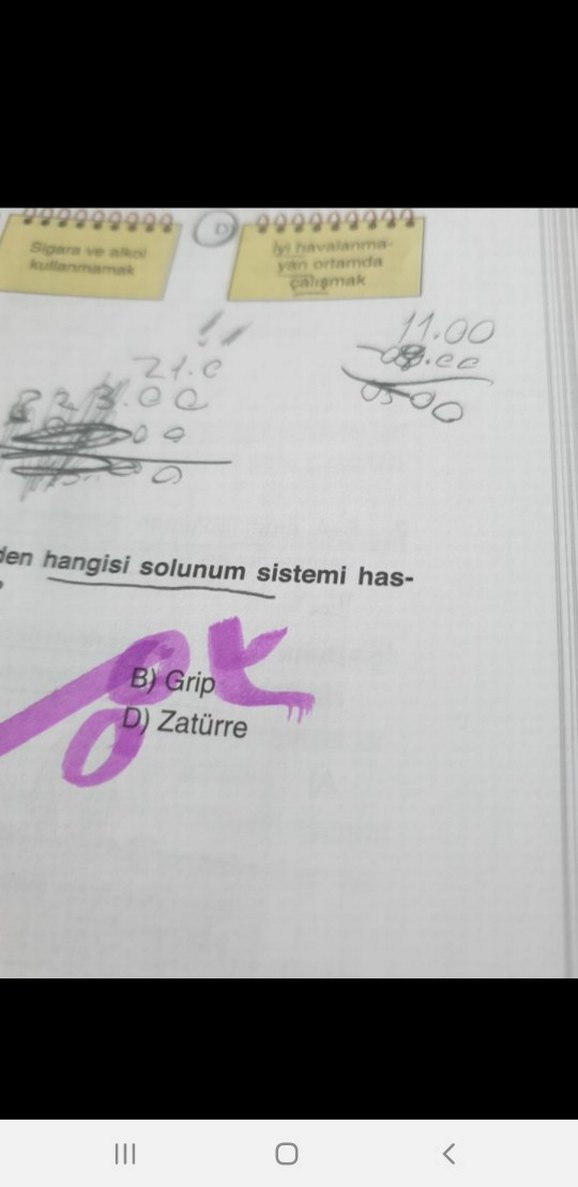 Sigara ve alkol
kullanmamak
D)
İyi havalanma-
yan ortamda
çalışmak
11.00
21.0
den hangisi solunum sistemi has-
B) Grip
D) Zatürre